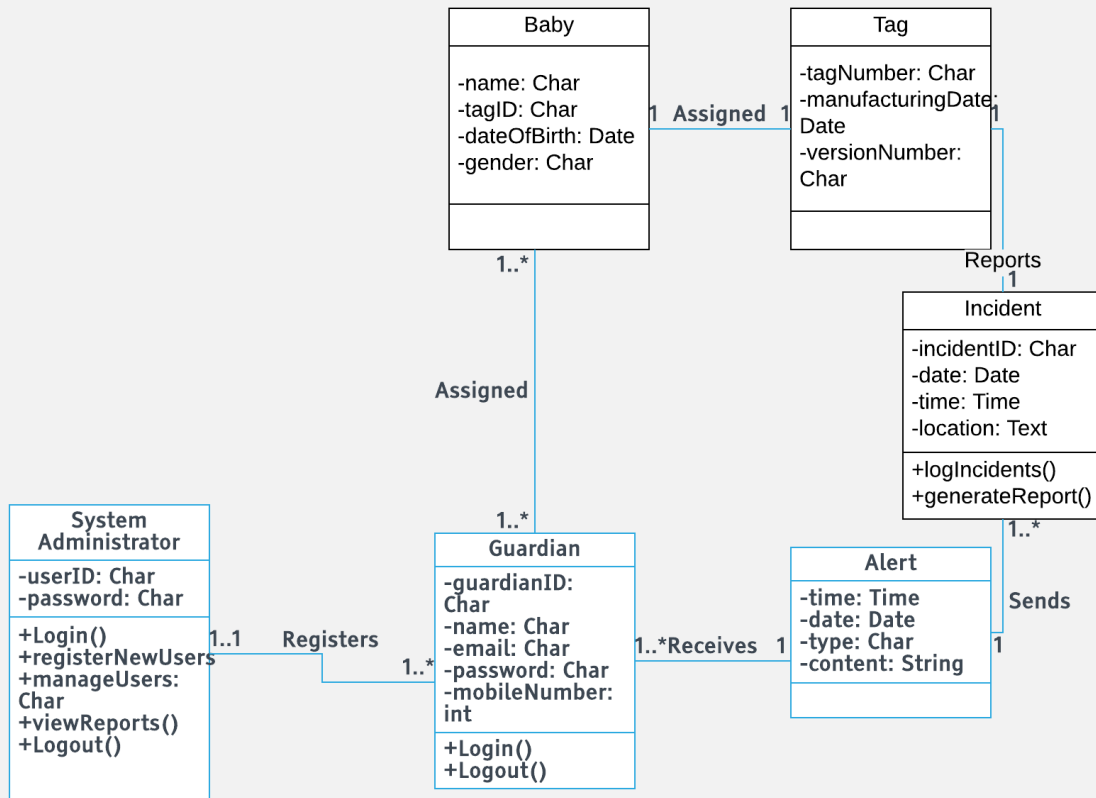 Baby
-name: Char
-tagID: Char
-dateOfBirth: Date
-gender: Char
1 Assigned 1
Tag
-tagNumber: Char
-manufacturingDate:
Date
-versionNumber:
Char
1
Reports
1
Incident
-incidentID: Char
-date: Date
-time: Time
-location: Text
+logIncidents()
+generateReport()
1..*
Assigned
1..*
System
Administrator
-userID: Char
-password: Char
+Login()
+registerNewUsers
+manageUsers:
Char
+viewReports()
+Logout()
1..1 Registers 1..*
Guardian
-guardianID:
Char
-name: Char
-email: Char
-password: Char
-mobileNumber:
int
+Login()
+Logout()
1..*Receives 1
Alert
-time: Time
-date: Date
-type: Char
-content: String
1..*
Sends
1